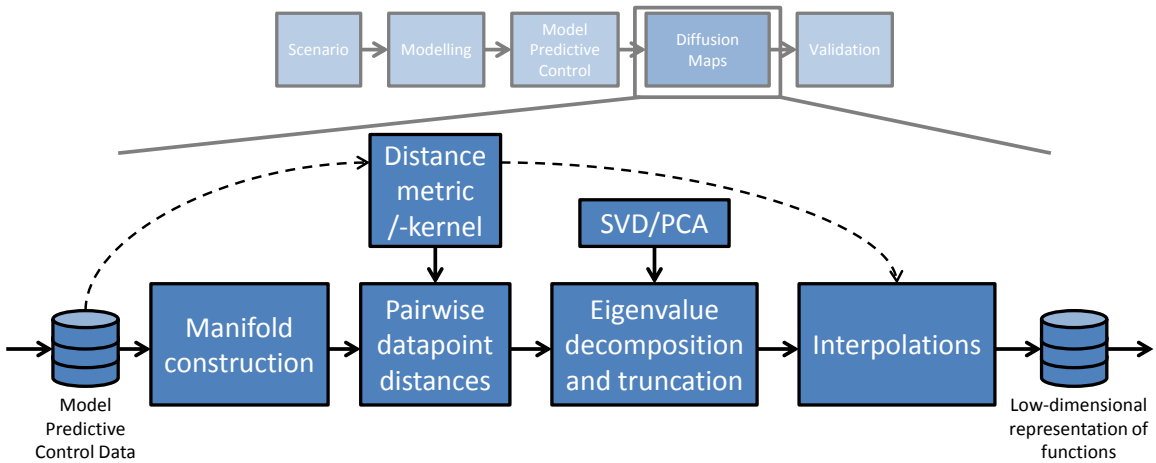 Scenario
Modelling
Model
Predictive
Control
Diffusion
Maps
Validation
Distance
metric
/-kernel
SVD/PCA
Manifold
construction
Pairwise
datapoint
distances
Eigenvalue
decomposition
and truncation
Interpolations
Model
Predictive
Control Data
Low-dimensional
representation of
functions